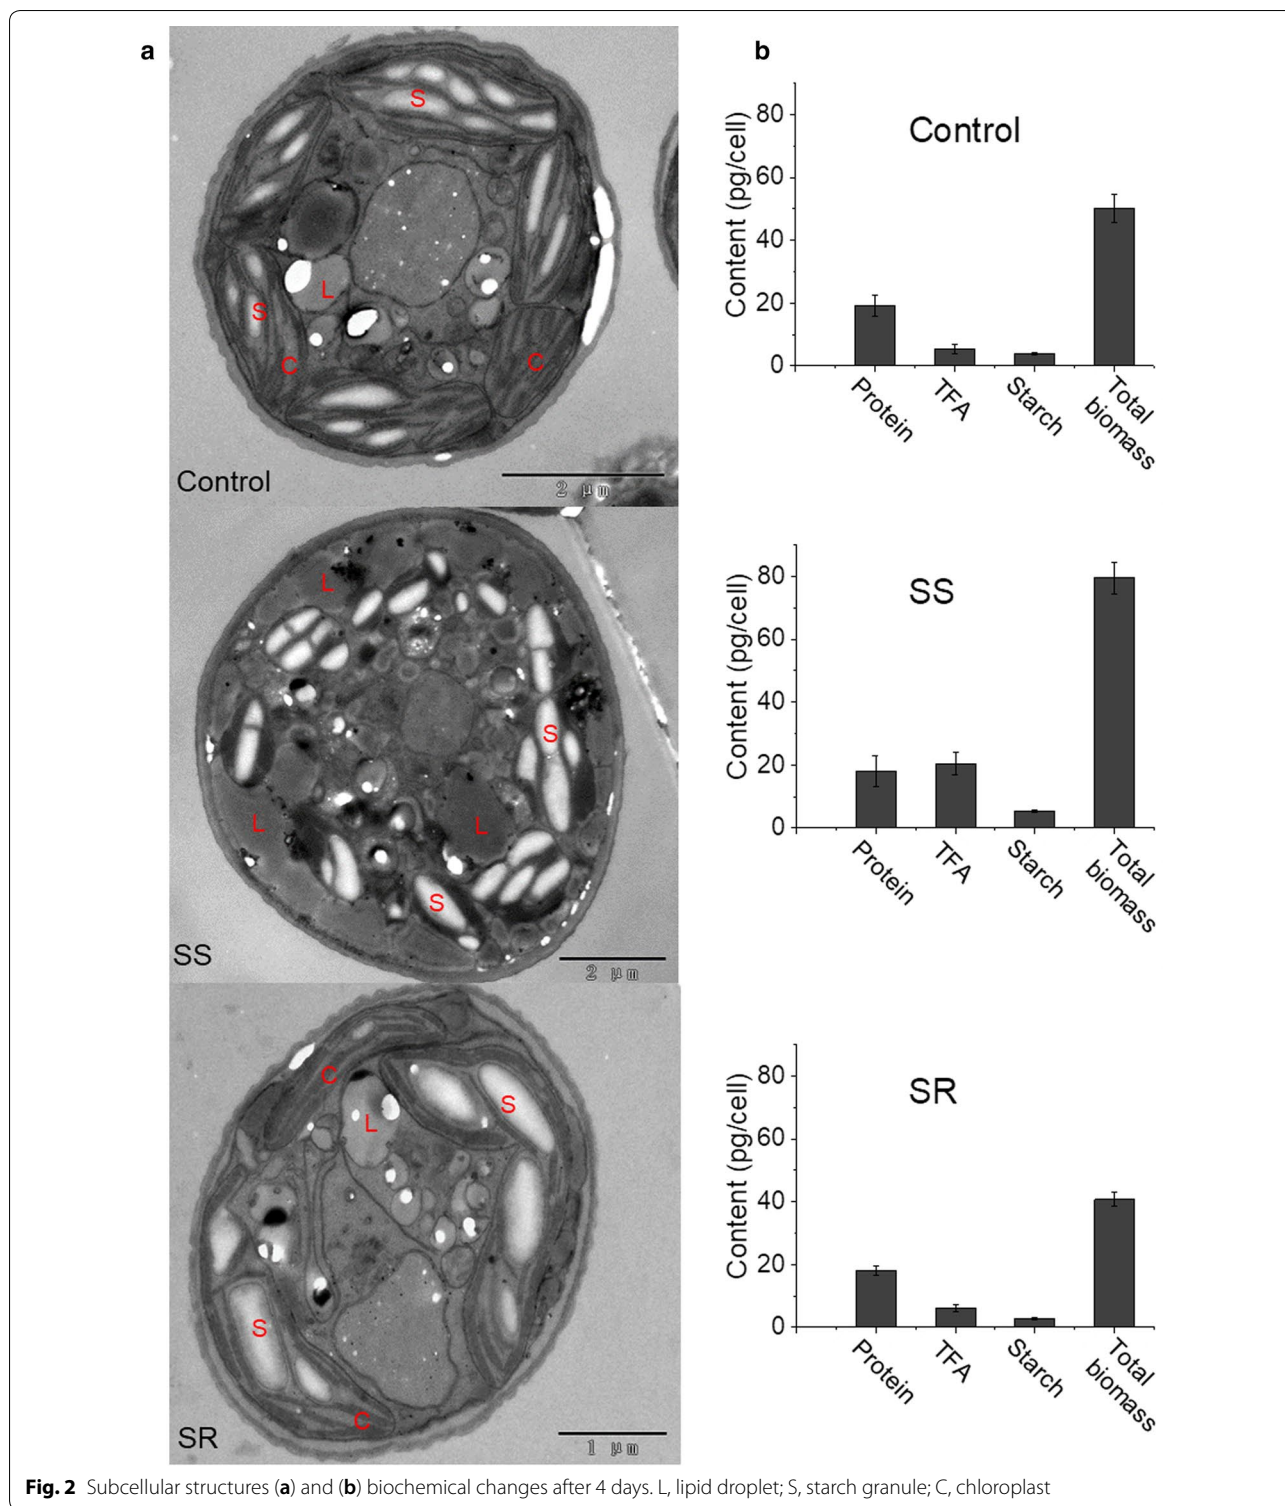 a
S
S
L
C
C
Control
2 μm
L
S
L
L
S
SS
2 μm
C
L
S
S
C
SR
1 μm
b
Control
Content (pg/cell)
80
60
40
20
0
Protein
TFA
Starch
Total
biomass
SS
Content (pg/cell)
80
60
40
20
0
Protein
TFA
Starch
Total
biomass
SR
Content (pg/cell)
80
60
40
20
0
Protein
TFA
Starch
Total
biomass
Fig. 2 Subcellular structures (a) and (b) biochemical changes after 4 days. L, lipid droplet; S, starch granule; C, chloroplast